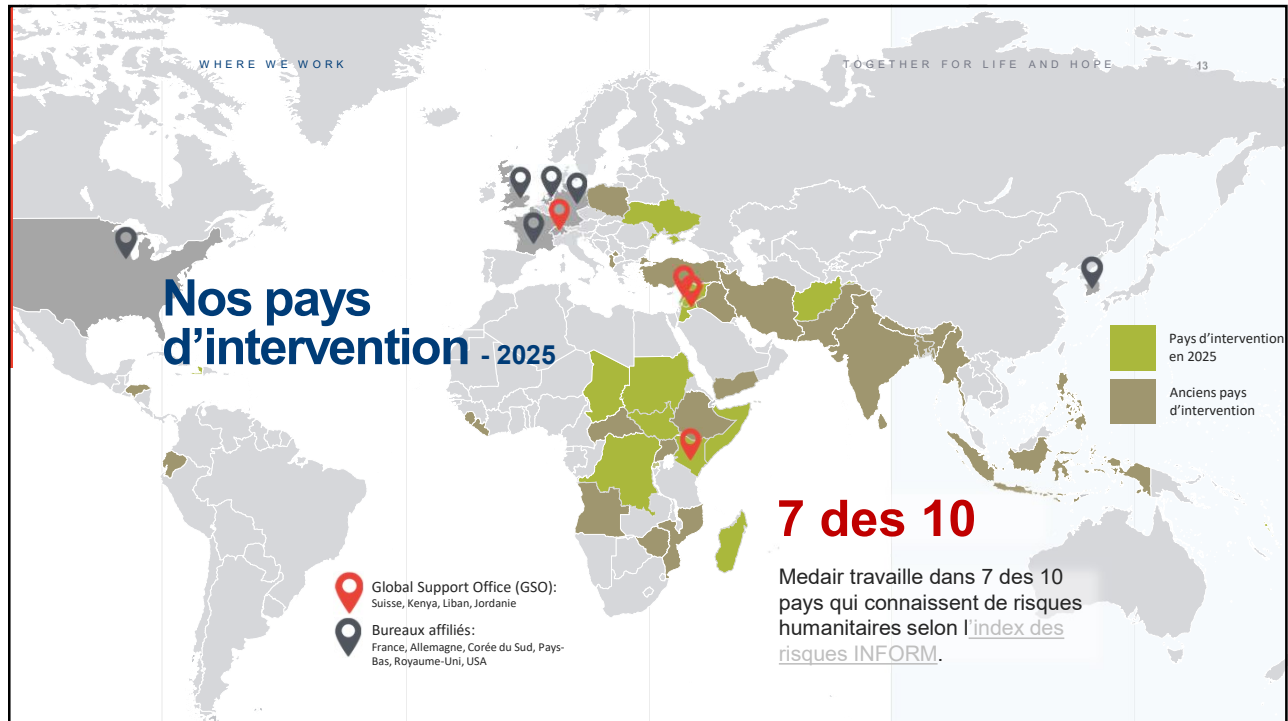 WHERE WE WORK
TOGETHER FOR LIFE AND HOPE
13
Nos pays
d’intervention - 2025
Pays d’intervention
en 2025
Anciens pays
d’intervention
7 des 10
Medair travaille dans 7 des 10
pays qui connaissent de risques
humanitaires selon l’index des
risques INFORM.
Global Support Office (GSO):
Suisse, Kenya, Liban, Jordanie
Bureaux affiliés:
France, Allemagne, Corée du Sud, Pays-
Bas, Royaume-Uni, USA